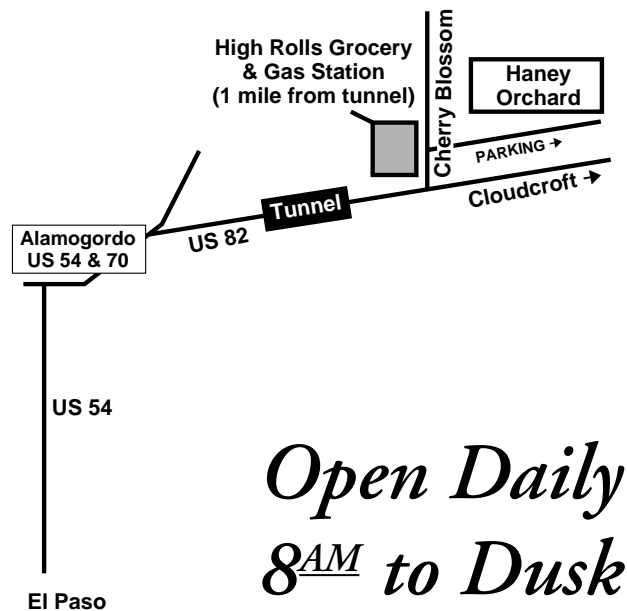 High Rolls Grocery
& Gas Station
(1 mile from tunnel)
Cherry Blossom
Haney
Orchard
PARKING →
Cloudcroft →
Tunnel
US 82
Alamogordo
US 54 & 70
US 54
El Paso
Open Daily
8AM to Dusk